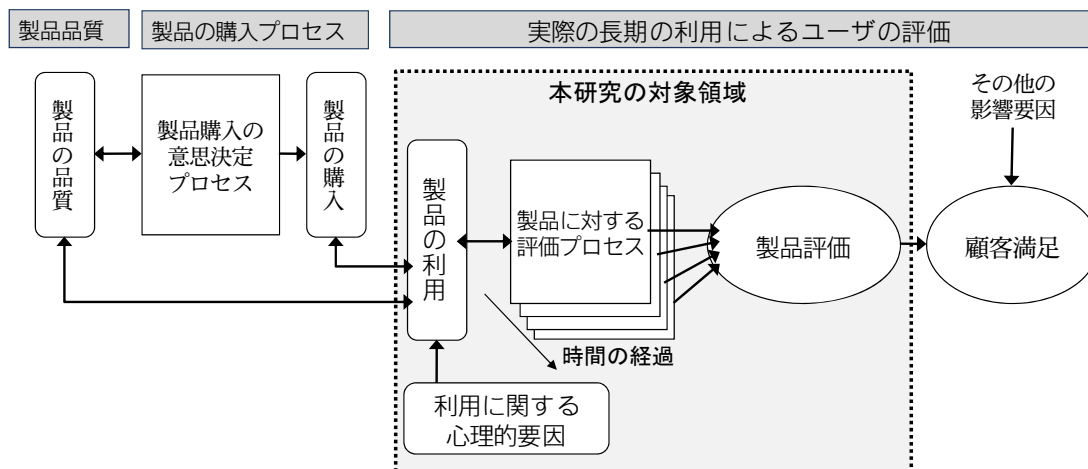 製品品質
製品の購入プロセス
実際の長期の利用によるユーザの評価
本研究の対象領域
製品の品質
製品購入の
意思決定
プロセス
製品の購入
製品の利用
製品に対する
評価プロセス
製品評価
その他の
影響要因
顧客満足
時間の経過
利用に関する
心理的要因